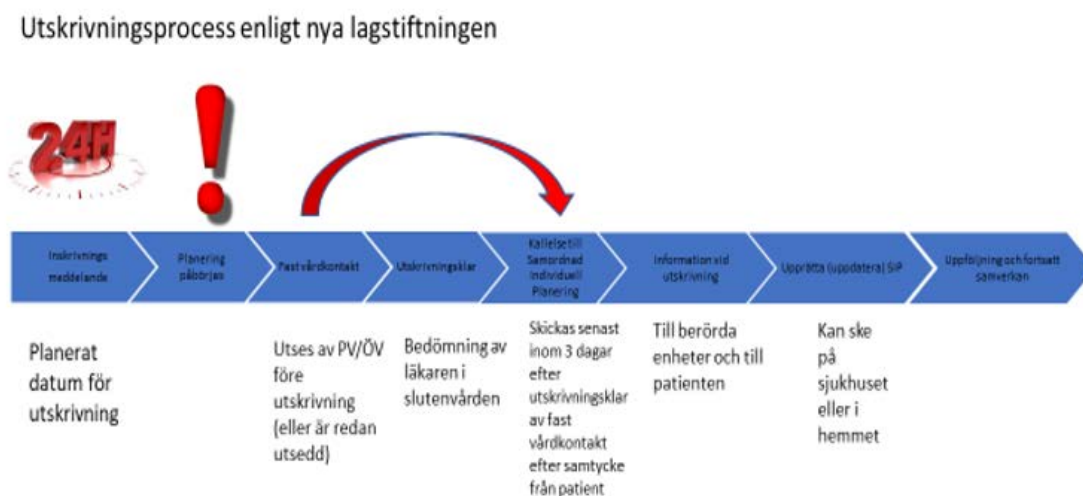 Utskrivningsprocess enligt nya lagstiftningen
24H
Inskrivnings
meddelande
Planering
påbörjas
Fast vårdkontakt
Utskrivningsklar
Kallelse till
Samordnad
Individuell
Planering
Information vid
utskrivning
Upprätta (uppdatera) SIP
Uppföljning och fortsatt
samverkan
Planerat
datum för
utskrivning
Utses av PV/ÖV
före
utskrivning
(eller är redan
utsedd)
Bedömning av
läkaren i
slutenvården
Skickas senast
inom 3 dagar
efter
utskrivningsklar
av fast
vårdkontakt
efter samtycke
från patient
Till berörda
enheter och till
patienten
Kan ske
på
sjukhuset
eller i
hemmet